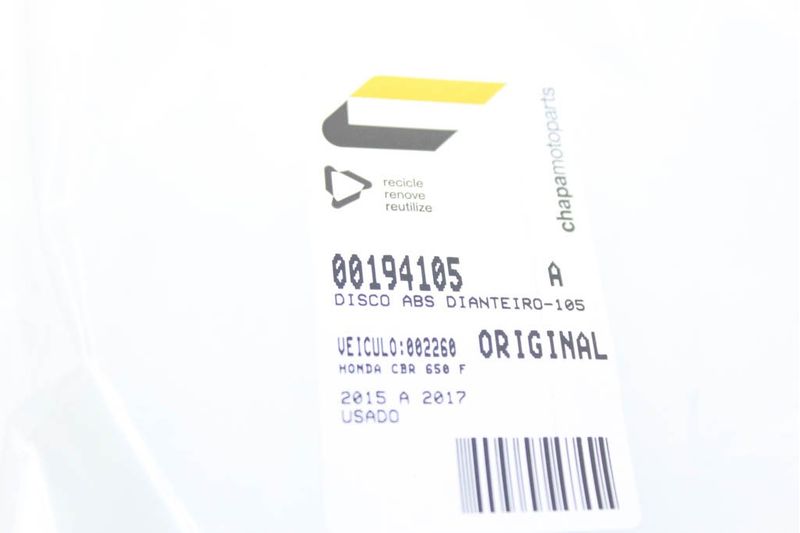 recicle
renove
reutilize
chapamotoparts
00194105 A
DISCO ABS DIANTEIRO-105
VEICULO:002260 ORIGINAL
HONDA CBR 650 F
2015 A 2017
USADO